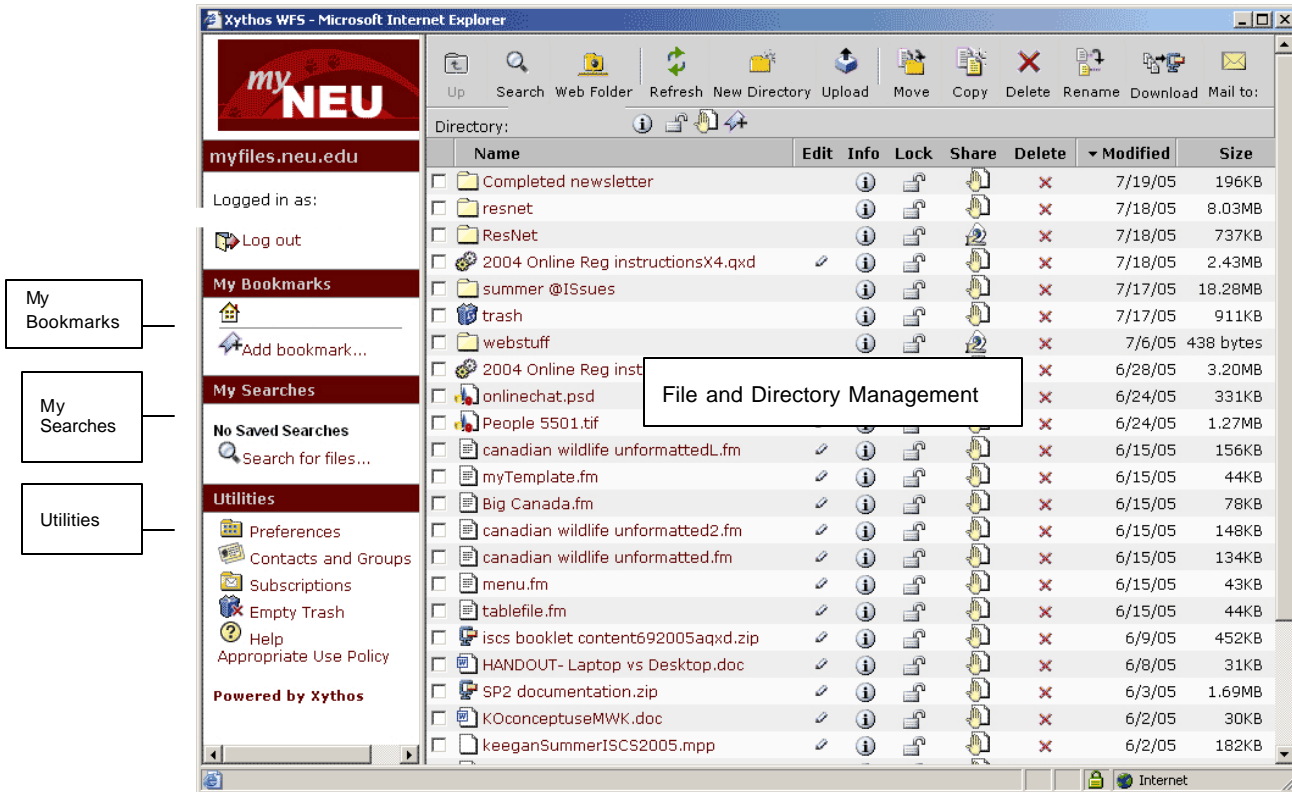 Xythos WFS - Microsoft Internet Explorer
my NEU
myfiles.neu.edu
Logged in as:
Log out
My Bookmarks
Add bookmark...
My Searches
No Saved Searches
Search for files...
Utilities
Preferences
Contacts and Groups
Subscriptions
Empty Trash
Help
Appropriate Use Policy
Powered by Xythos
My
Bookmarks
My
Searches
Utilities
Up Search Web Folder Refresh New Directory Upload Move Copy Delete Rename Download Mail to:
Directory:
Name Edit Info Lock Share Delete Modified Size
Completed newsletter 7/19/05 196KB
resnet 7/18/05 8.03MB
ResNet 7/18/05 737KB
2004 Online Reg instructionsX4.qxd 7/18/05 2.43MB
summer @ISsues 7/17/05 18.28MB
trash 7/17/05 911KB
webstuff 7/6/05 438 bytes
2004 Online Reg inst 6/28/05 3.20MB
onlinechat.psd 6/24/05 331KB
People 5501.tif 6/24/05 1.27MB
File and Directory Management
canadian wildlife unformattedL.fm 6/15/05 156KB
myTemplate.fm 6/15/05 44KB
Big Canada.fm 6/15/05 78KB
canadian wildlife unformatted2.fm 6/15/05 148KB
canadian wildlife unformatted.fm 6/15/05 134KB
menu.fm 6/15/05 43KB
tablefile.fm 6/15/05 44KB
iscs booklet content692005aqxd.zip 6/9/05 452KB
HANDOUT- Laptop vs Desktop.doc 6/8/05 31KB
SP2 documentation.zip 6/3/05 1.69MB
KOconceptuseMWK.doc 6/2/05 30KB
keeganSummerISCS2005.mpp 6/2/05 182KB
Internet